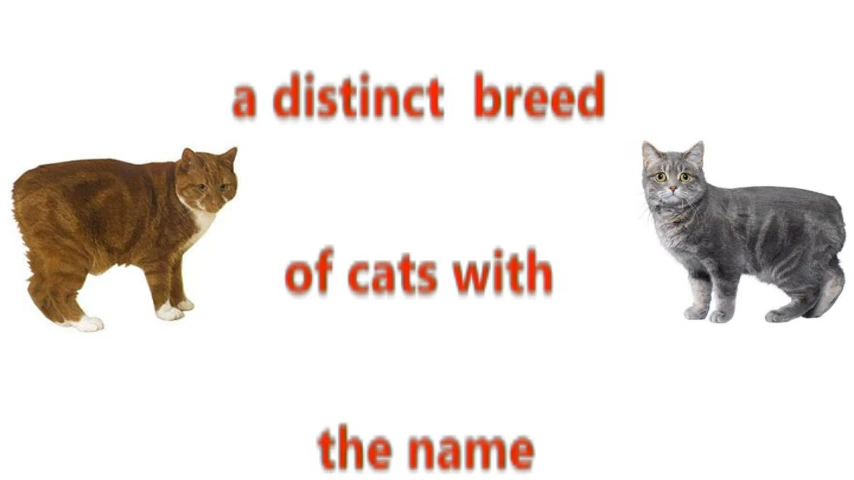 a distinct breed
of cats with
the name